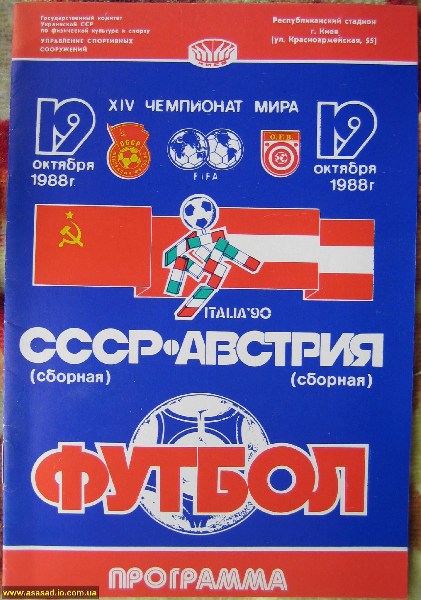 Государственный комитет
Украинской ССР
по физической культуре и спорту
УПРАВЛЕНИЕ СПОРТИВНЫХ
СООРУЖЕНИЙ
КИЕВ
Республиканский стадион
г. Киев
(ул. Красноармейская, 55)
XIV ЧЕМПИОНАТ МИРА
19
октября
1988г.
СССР
FIFA
O.F.B.
19
октября
1988г
ITALIA'90
СССР•АВСТРИЯ
(сборная)
(сборная)
ФУТБОЛ
ПРОГРАММА
www.asasad.io.com.ua